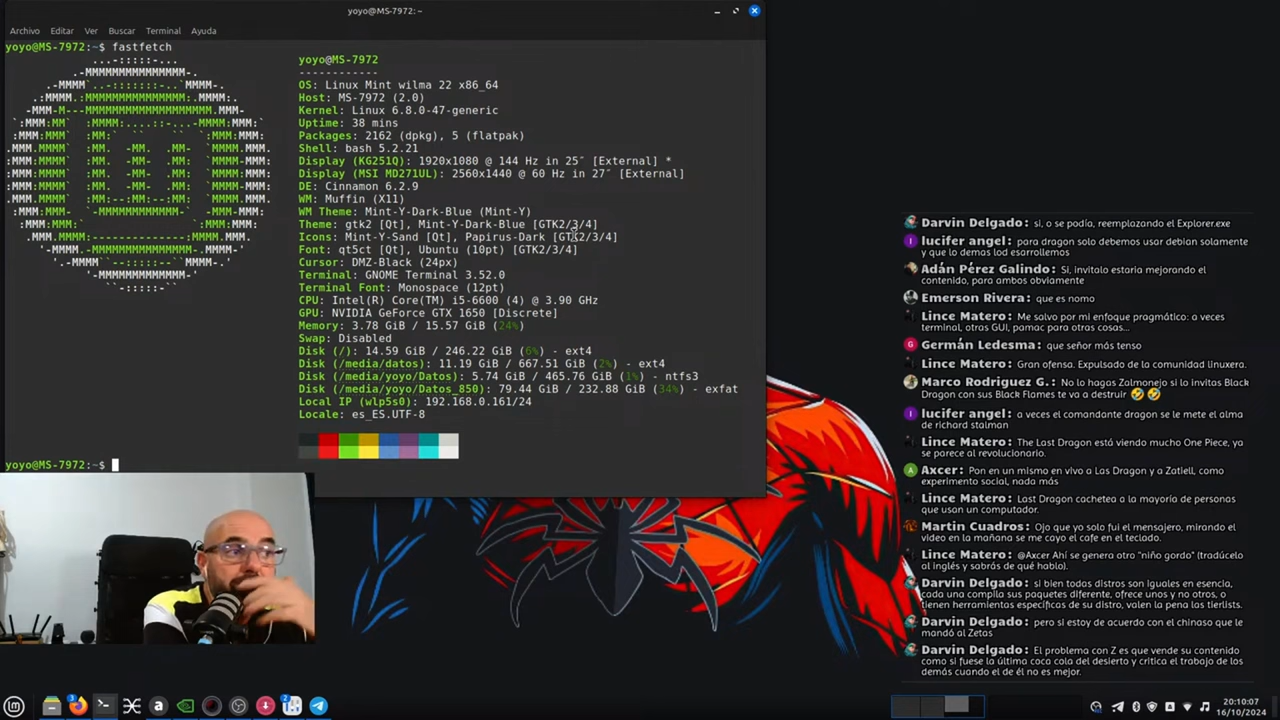 yoyo@MS-7972:~
Archivo Editar Ver Buscar Terminal Ayuda
yoyo@MS-7972:~$ fastfetch
yoyo@MS-7972
------------
OS: Linux Mint wilma 22 x86_64
Host: MS-7972 (2.0)
Kernel: Linux 6.8.0-47-generic
Uptime: 38 mins
Packages: 2162 (dpkg), 5 (flatpak)
Shell: bash 5.2.21
Display (KG251Q): 1920x1080 @ 144 Hz in 25″ [External] *
Display (MSI MD271UL): 2560x1440 @ 60 Hz in 27″ [External]
DE: Cinnamon 6.2.9
WM: Muffin (X11)
WM Theme: Mint-Y-Dark-Blue (Mint-Y)
Theme: gtk2 [Qt], Mint-Y-Dark-Blue [GTK2/3/4]
Icons: Mint-Y-Sand [Qt], Papirus-Dark [GTK2/3/4]
Font: qt5ct [Qt], Ubuntu (10pt) [GTK2/3/4]
Cursor: DMZ-Black (24px)
Terminal: GNOME Terminal 3.52.0
Terminal Font: Monospace (12pt)
CPU: Intel(R) Core(TM) i5-6600 (4) @ 3.90 GHz
GPU: NVIDIA GeForce GTX 1650 [Discrete]
Memory: 3.78 GiB / 15.57 GiB (24%)
Swap: Disabled
Disk (/): 14.59 GiB / 246.22 GiB (6%) - ext4
Disk (/media/datos): 11.19 GiB / 667.51 GiB (2%) - ext4
Disk (/media/yoyo/Datos): 5.74 GiB / 465.76 GiB (1%) - ntfs3
Disk (/media/yoyo/Datos_850): 79.44 GiB / 232.88 GiB (34%) - exfat
Local IP (wlp5s0): 192.168.0.161/24
Locale: es_ES.UTF-8
yoyo@MS-7972:~$
Darvin Delgado: si, o se podía, reemplazando el Explorer.exe
lucifer angel: para dragon solo debemos usar debian solamente
y que lo demas lod esarrollemos
Adán Pérez Galindo: Si, invitalo estaria mejorando el
contenido, para ambos obviamente
Emerson Rivera: que es nomo
Lince Matero: Me salvo por mi enfoque pragmático: a veces
terminal, otras GUI, pamac para otras cosas...
Germán Ledesma: que señor más tenso
Lince Matero: Gran ofensa. Expulsado de la comunidad linuxera.
Marco Rodriguez G.: No lo hagas Zalmonejo si lo invitas Black
Dragon con sus Black Flames te va a destruir 🤣 🤣
lucifer angel: a veces el comandante dragon se le mete el alma
de richard stalman
Lince Matero: The Last Dragon está viendo mucho One Piece, ya
se parece al revolucionario.
Axcer: Pon en un mismo en vivo a Las Dragon y a Zatiell, como
experimento social, nada más
Lince Matero: Last Dragon cachetea a la mayoría de personas
que usan un computador.
Martin Cuadros: Ojo que yo solo fui el mensajero, mirando el
video en la mañana se me cayo el cafe en el teclado.
Lince Matero: @Axcer Ahí se genera otro "niño gordo" (tradúcelo
al inglés y sabrás de qué hablo).
Darvin Delgado: si bien todas distros son iguales en esencia,
cada una compila sus paquetes diferente, ofrece unos y no otros, o
tienen herramientas específicas de su distro, valen la pena las tierlists.
Darvin Delgado: pero si estoy de acuerdo con el chinaso que le
mandó al Zetas
Darvin Delgado: El problema con Z es que vende su contenido
como si fuese la última coca cola del desierto y critica el trabajo de los
demás cuando el de él no es mejor.
20:10:07
16/10/2024